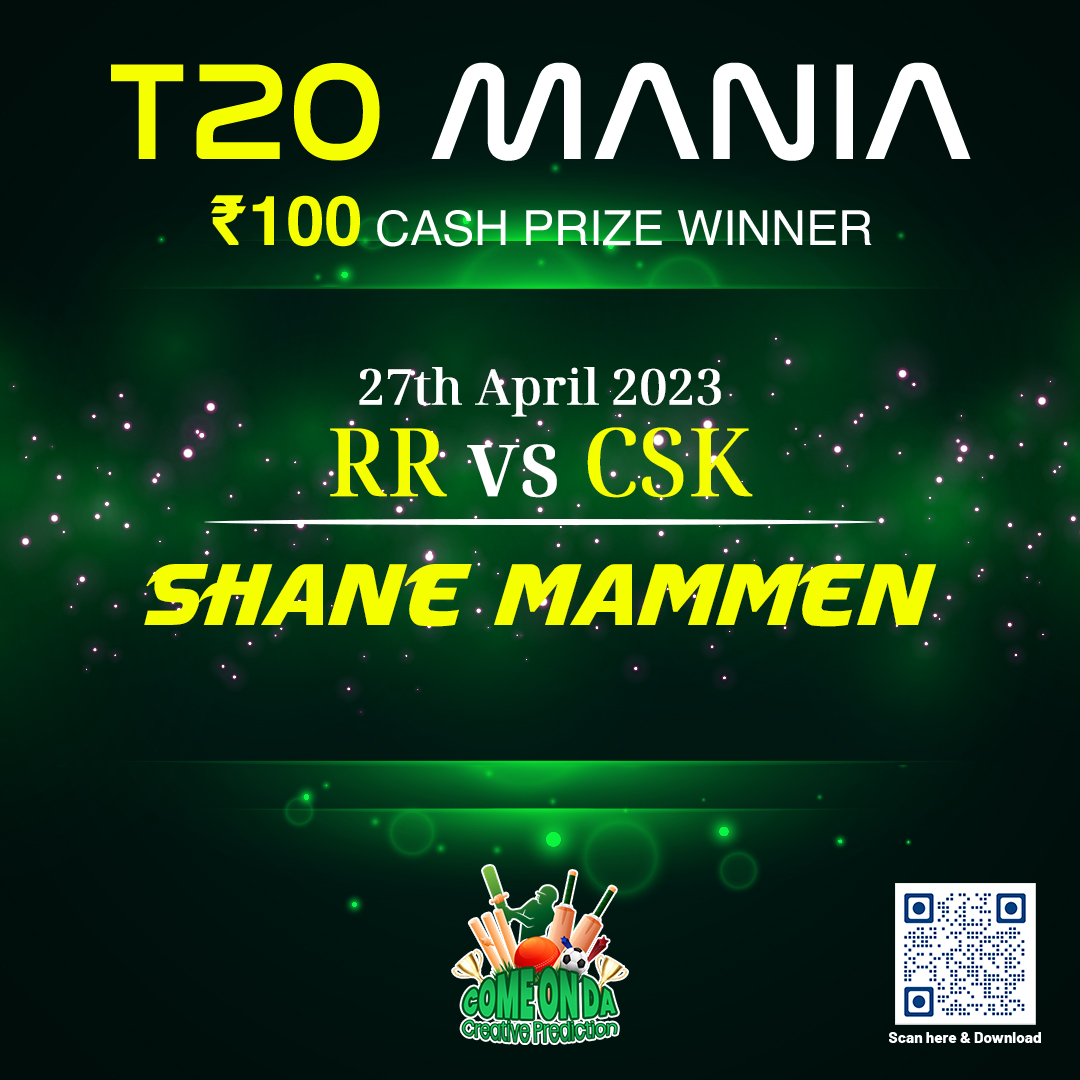 T20 MANIA
₹100 CASH PRIZE WINNER
27th April 2023
RR vs CSK
SHANE MAMMEN
COME ON DA
Creative Prediction
Scan here & Download